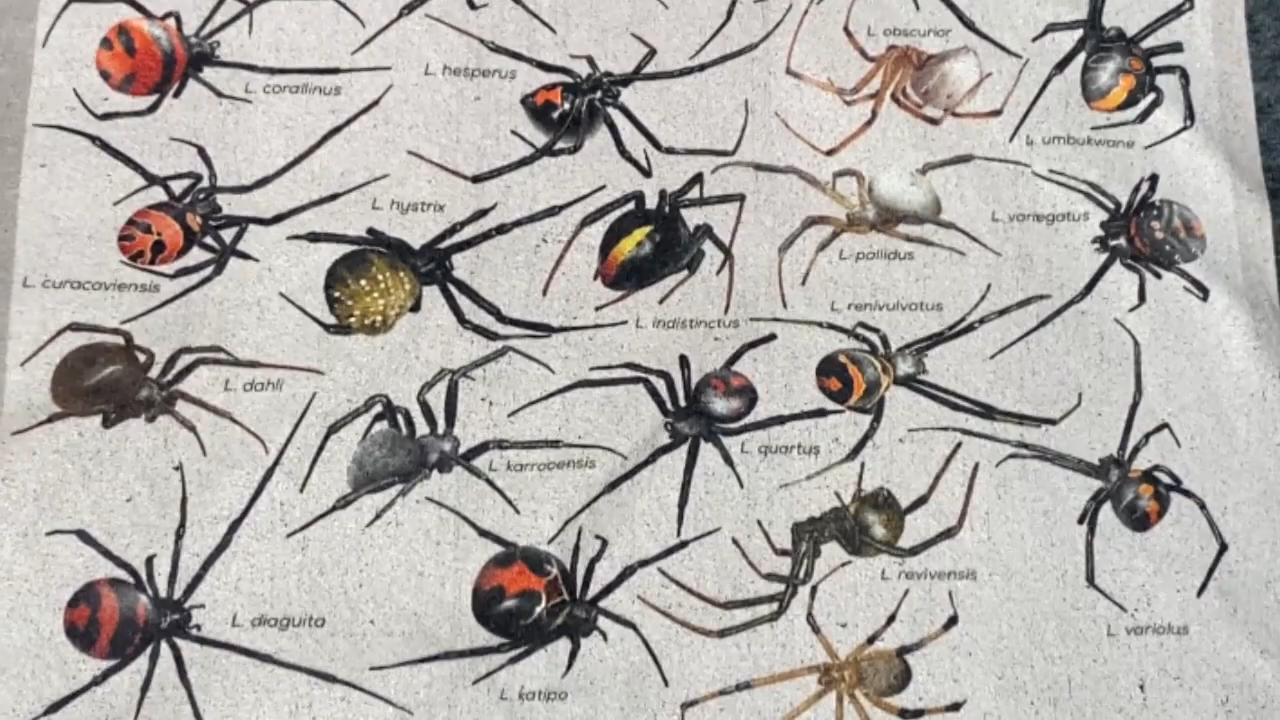 L. obscurior
L. hesperus
L. corallinus
L. umbukwane
L. hystrix
L. variegatus
L. pallidus
L. curacaviensis
L. renivulvatus
L. indistinctus
L. dahli
L. quartus
L. karrooensis
L. revivensis
L. diaguita
L. variolus
L. katipo